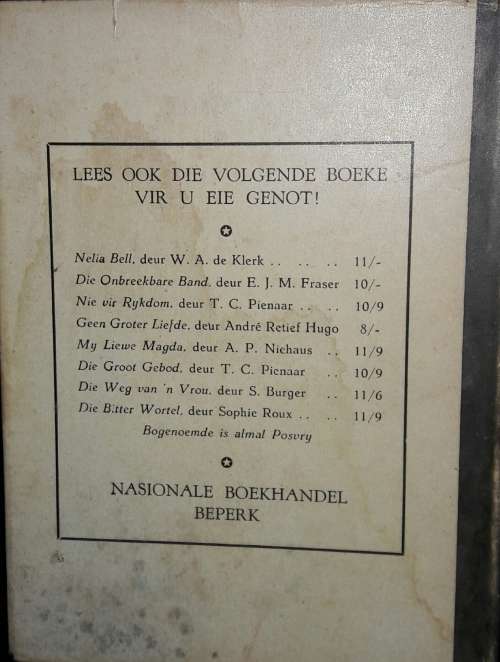 LEES OOK DIE VOLGENDE BOEKE
VIR U EIE GENOT!
Nelia Bell, deur W. A. de Klerk .. .. .. 11/-
Die Onbreekbare Band, deur E. J. M. Fraser 10/-
Nie vir Rykdom, deur T. C. Pienaar .. .. 10/9
Geen Groter Liefde, deur André Retief Hugo 8/-
My Liewe Magda, deur A. P. Niehaus .. 11/9
Die Groot Gebod, deur T. C. Pienaar .. 10/9
Die Weg van 'n Vrou, deur S. Burger .. 11/6
Die Bitter Wortel, deur Sophie Roux .. .. 11/9
Bogenoemde is almal Posvry
NASIONALE BOEKHANDEL
BEPERK